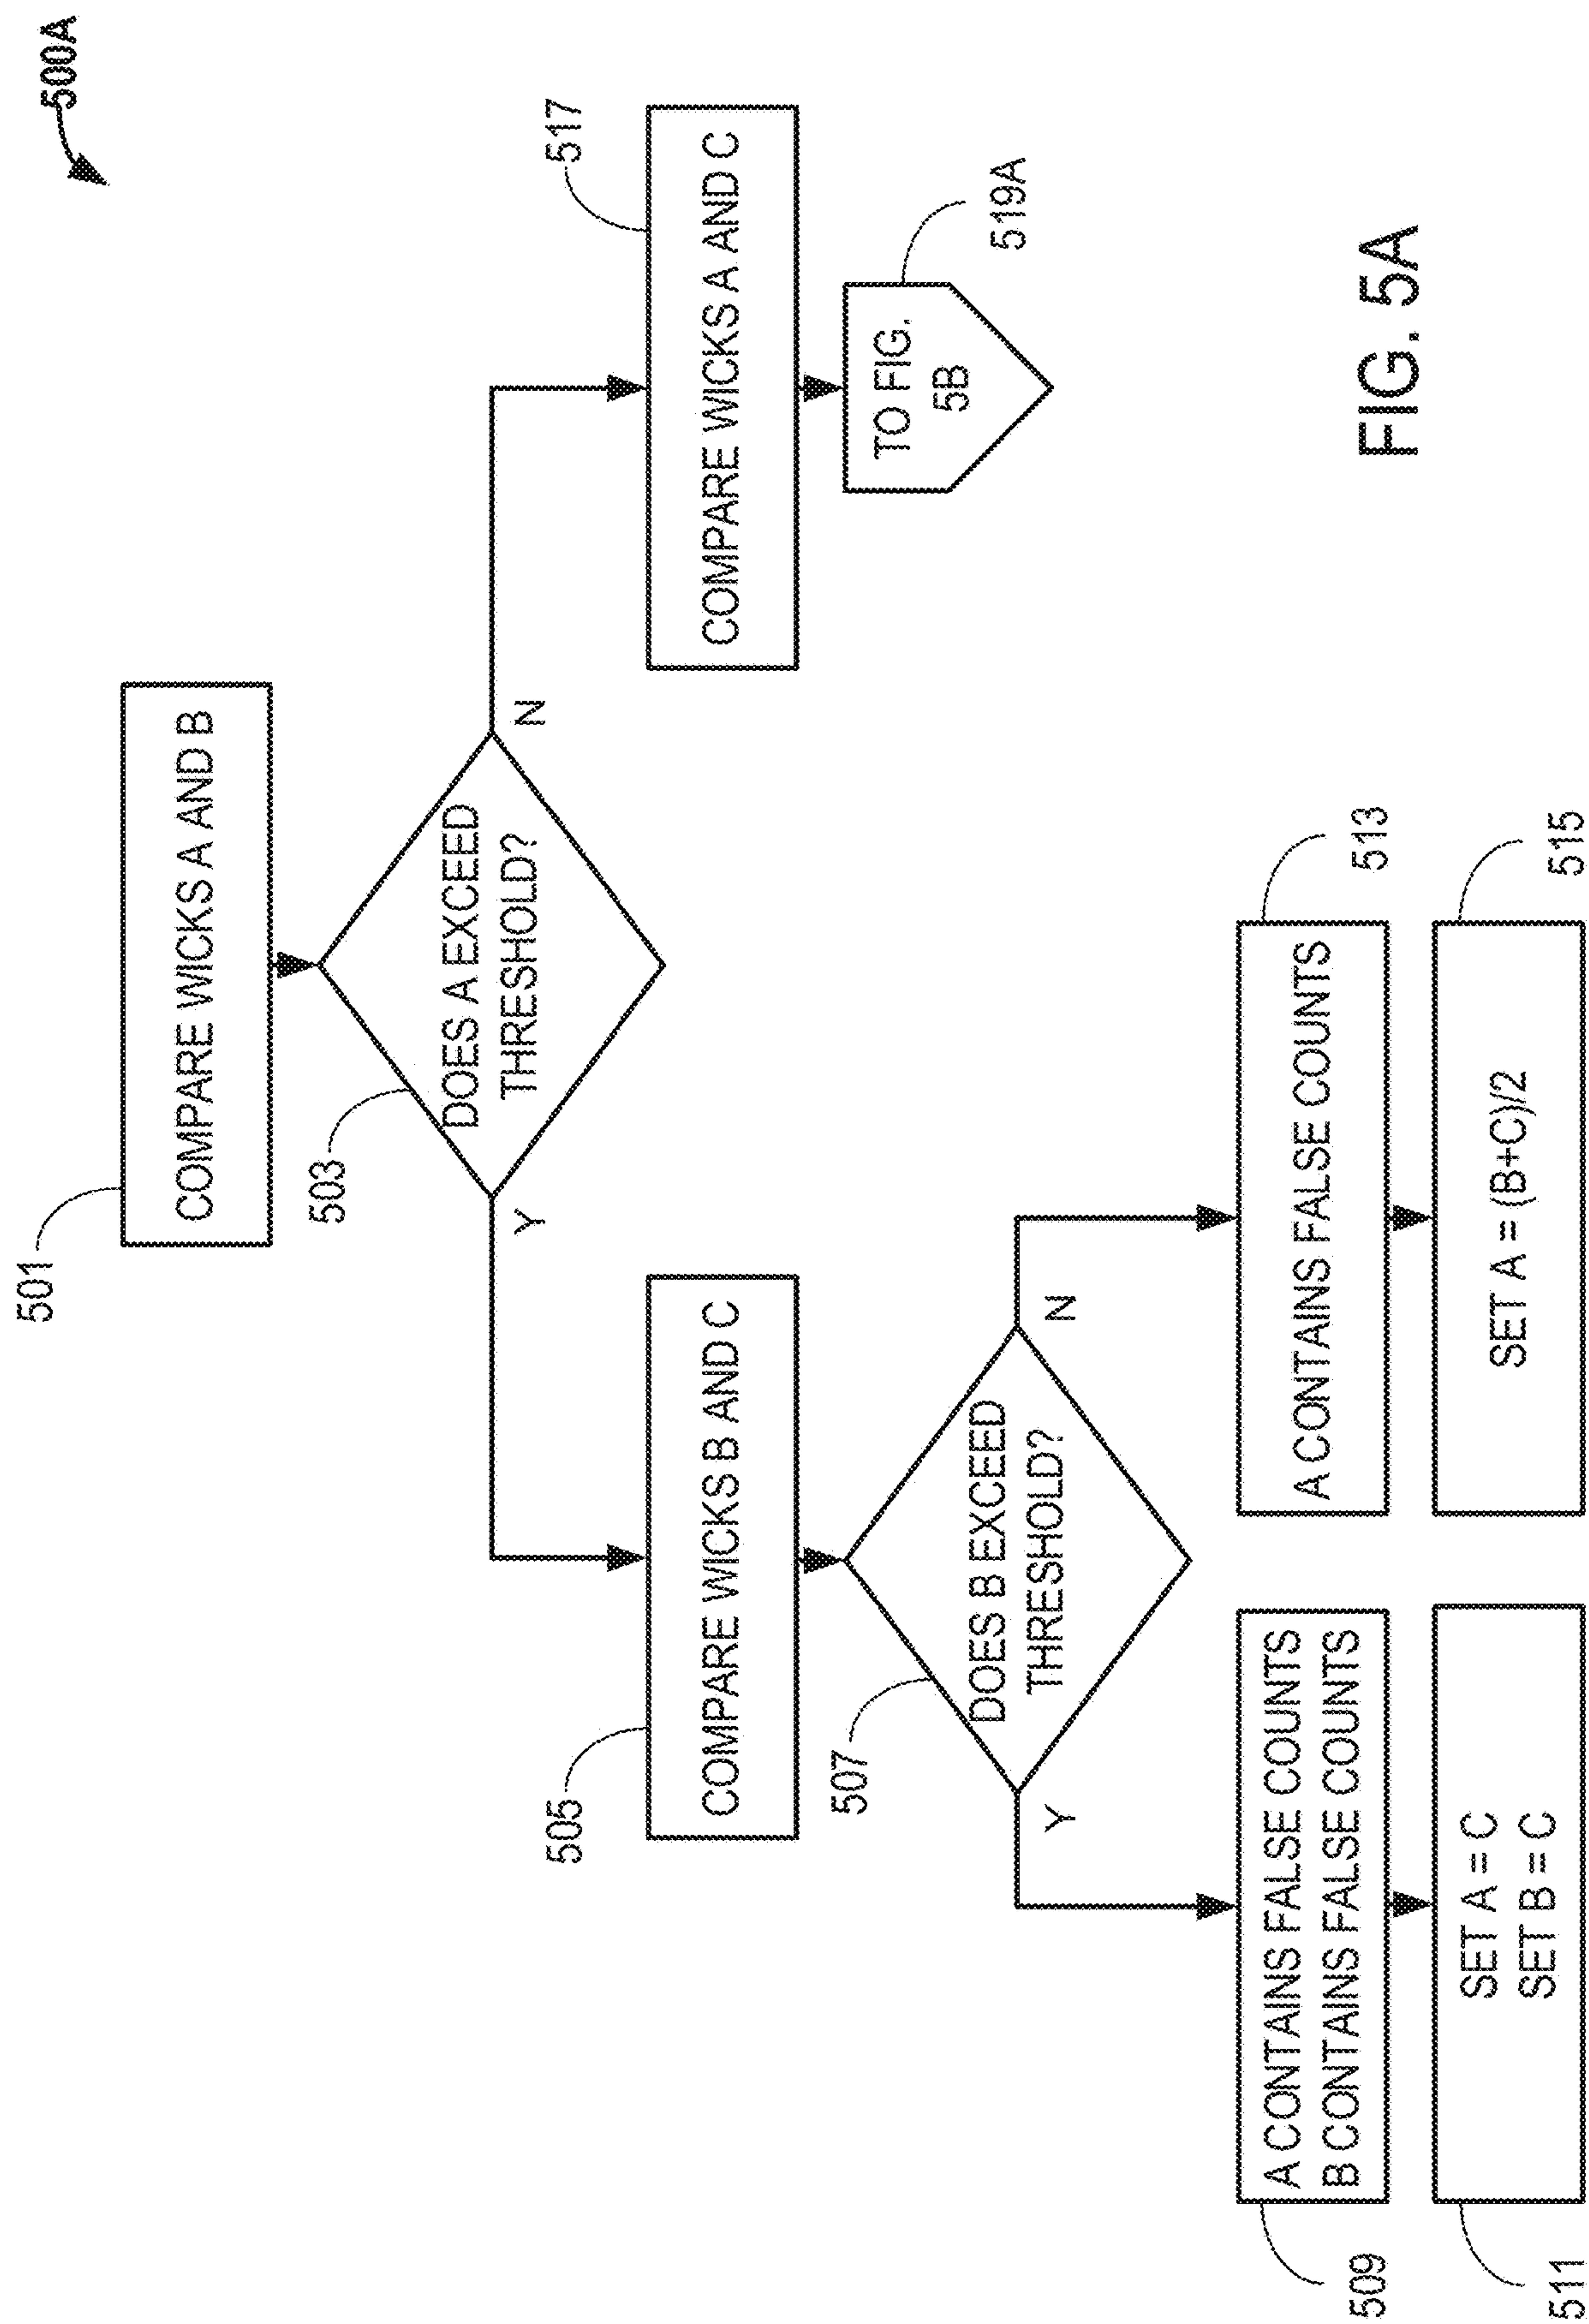 500A
501
COMPARE WICKS A AND B
503
DOES A EXCEED
THRESHOLD?
Y
N
505
COMPARE WICKS B AND C
517
COMPARE WICKS A AND C
507
DOES B EXCEED
THRESHOLD?
Y
N
TO FIG.
5B
519A
509
A CONTAINS FALSE COUNTS
B CONTAINS FALSE COUNTS
A CONTAINS FALSE COUNTS
513
511
SET A = C
SET B = C
SET A = (B+C)/2
515
FIG. 5A